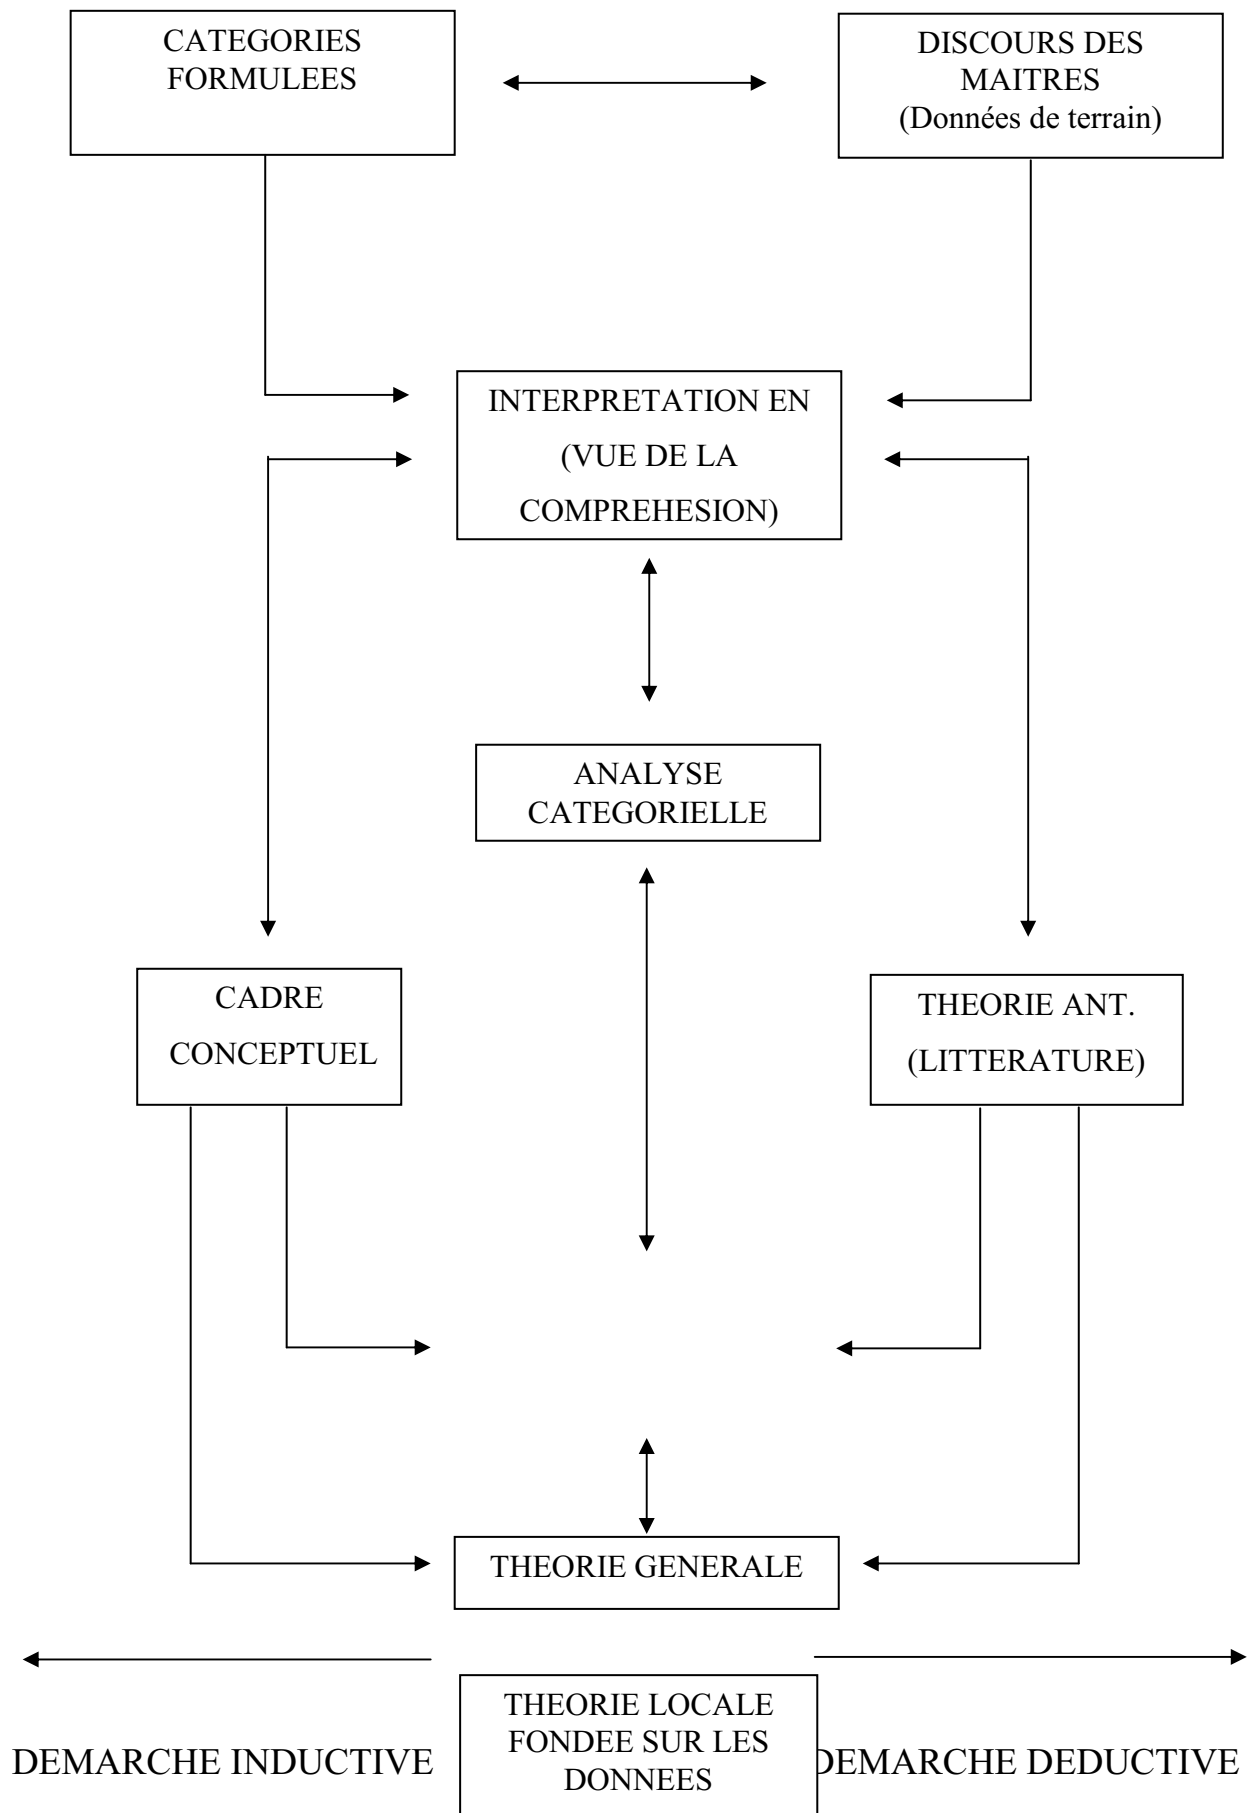 CATEGORIES
FORMULEES
DISCOURS DES
MAITRES
(Données de terrain)
INTERPRETATION EN
(VUE DE LA
COMPREHESION)
ANALYSE
CATEGORIELLE
CADRE
CONCEPTUEL
THEORIE ANT.
(LITTERATURE)
THEORIE GENERALE
THEORIE LOCALE
FONDEE SUR LES
DONNEES
DEMARCHE INDUCTIVE
DEMARCHE DEDUCTIVE